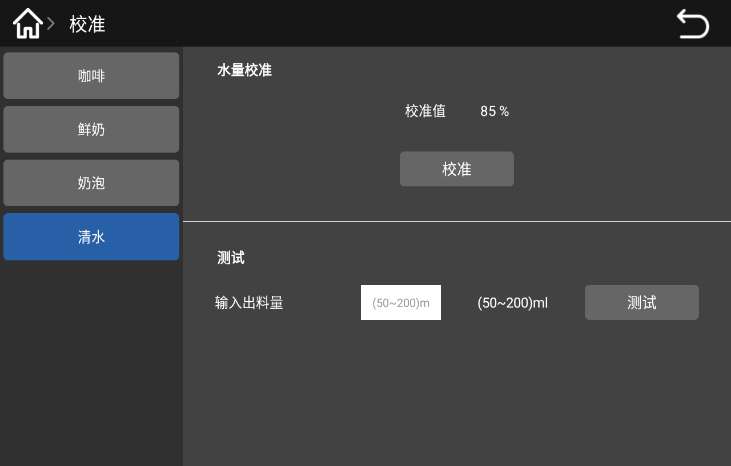 校准
咖啡
鲜奶
奶泡
清水
水量校准
校准值 85 %
校准
测试
输入出料量 (50~200)m (50~200)ml 测试